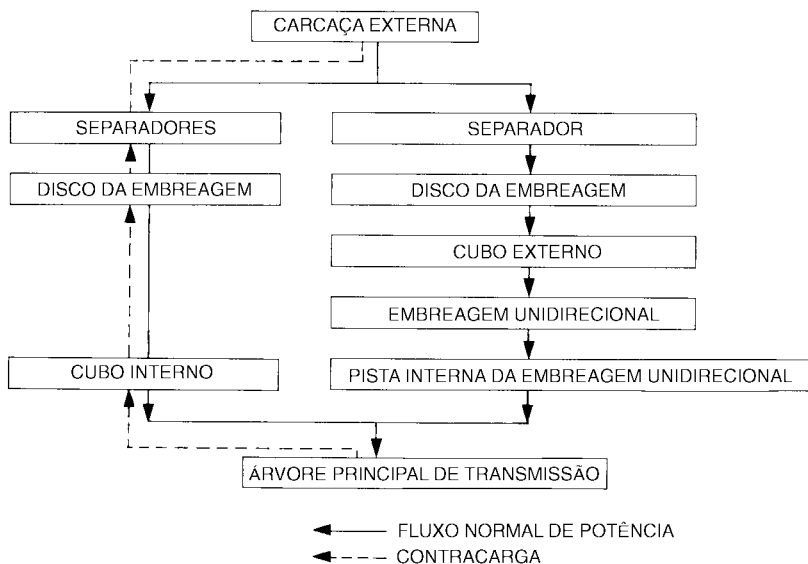 CARCAÇA EXTERNA
SEPARADORES
SEPARADOR
DISCO DA EMBREAGEM
DISCO DA EMBREAGEM
CUBO EXTERNO
EMBREAGEM UNIDIRECIONAL
CUBO INTERNO
PISTA INTERNA DA EMBREAGEM UNIDIRECIONAL
ÁRVORE PRINCIPAL DE TRANSMISSÃO
FLUXO NORMAL DE POTÊNCIA
CONTRACARGA